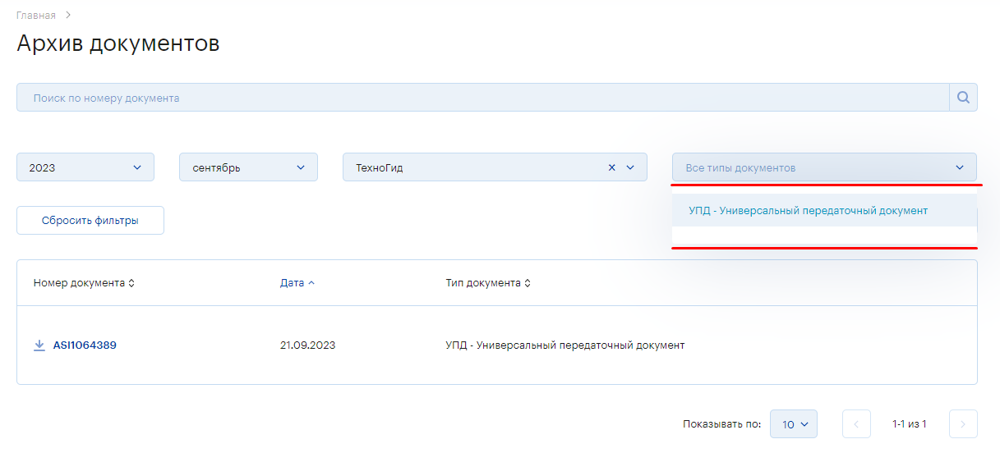 Главная
Архив документов
Поиск по номеру документа
2023 сентябрь ТехноГид Все типы документов
УПД - Универсальный передаточный документ
Сбросить фильтры
Номер документа Дата Тип документа
ASI1064389 21.09.2023 УПД - Универсальный передаточный документ
Показывать по: 10 1-1 из 1